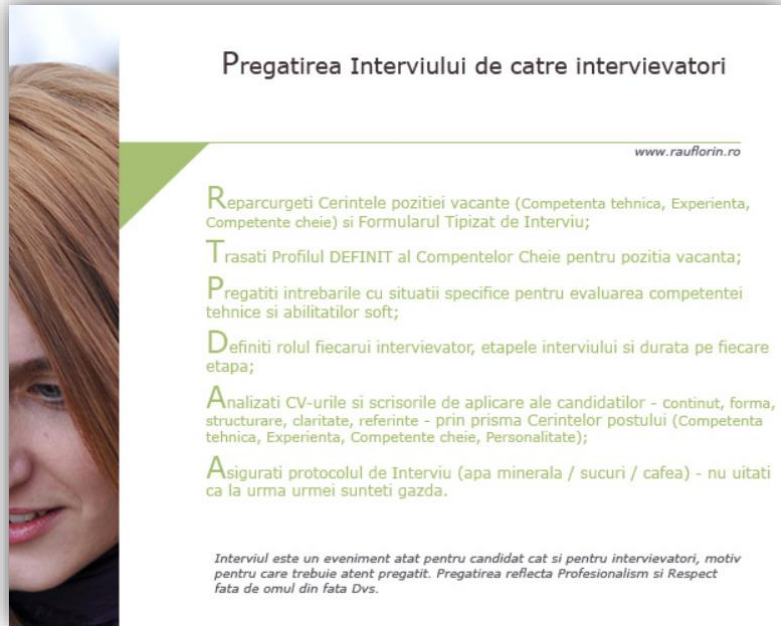 Pregatirea Interviului de catre intervievatori
www.rauflorin.ro
Reparcurgeti Cerintele pozitiei vacante (Competenta tehnica, Experienta,
Competente cheie) si Formularul Tipizat de Interviu;
Trasati Profilul DEFINIT al Compentelor Cheie pentru pozitia vacanta;
Pregatiti intrebarile cu situatii specifice pentru evaluarea competentei
tehnice si abilitatilor soft;
Definiti rolul fiecarui intervievator, etapele interviului si durata pe fiecare
etapa;
Analizati CV-urile si scrisorile de aplicare ale candidatilor - continut, forma,
structurare, claritate, referinte - prin prisma Cerintelor postului (Competenta
tehnica, Experienta, Competente cheie, Personalitate);
Asigurati protocolul de Interviu (apa minerala / sucuri / cafea) - nu uitati
ca la urma urmei sunteti gazda.
Interviul este un eveniment atat pentru candidat cat si pentru intervievatori, motiv
pentru care trebuie atent pregatit. Pregatirea reflecta Profesionalism si Respect
fata de omul din fata Dvs.